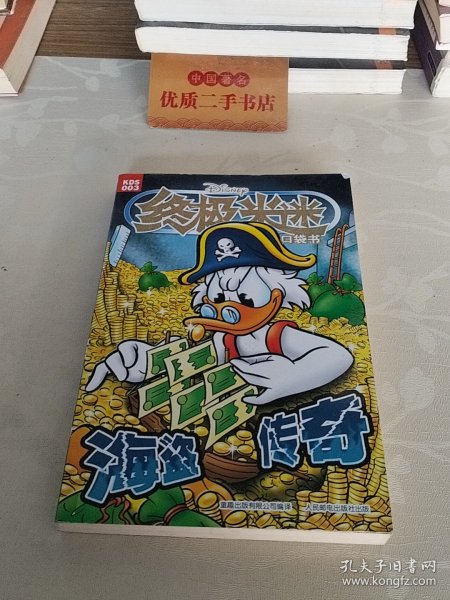 中国著名
优质二手书店
KDS
003
Disney
终极米迷
口袋书
海盗传奇
童趣出版有限公司编译 人民邮电出版社出版
孔夫子旧书网
www.kongfz.com